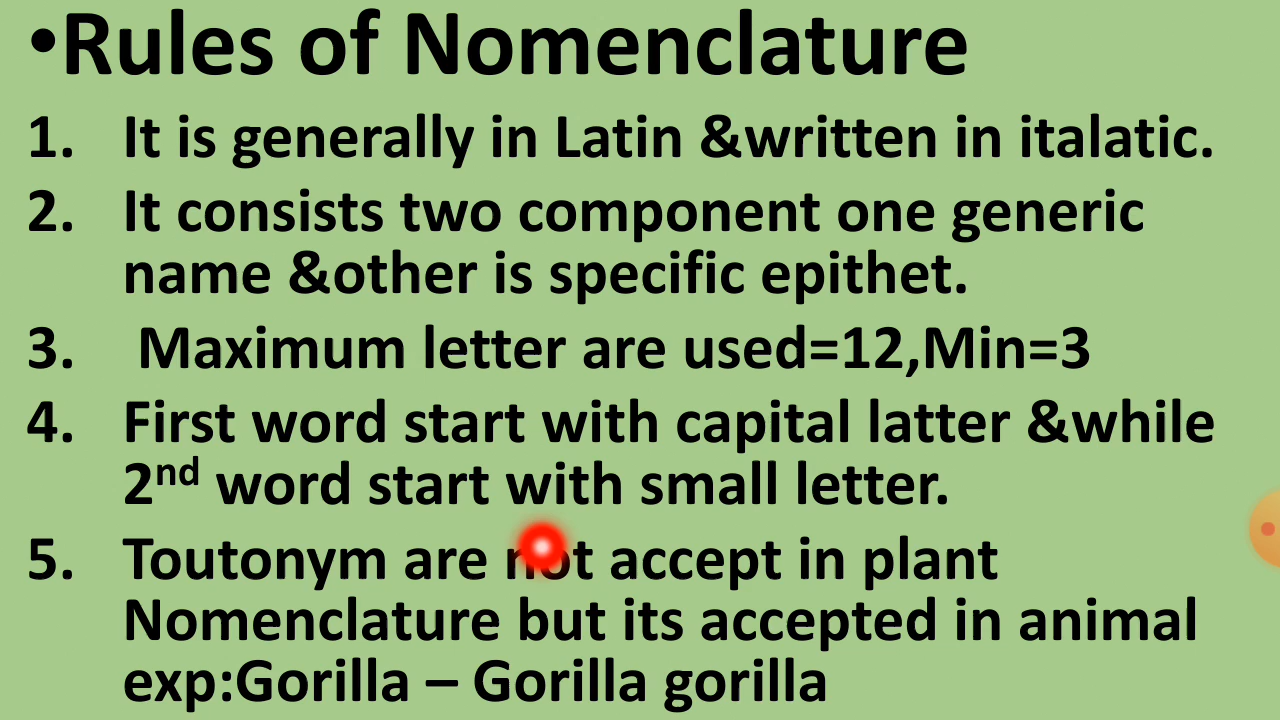 •Rules of Nomenclature
1. It is generally in Latin &written in italatic.
2. It consists two component one generic
name &other is specific epithet.
3. Maximum letter are used=12,Min=3
4. First word start with capital latter &while
2nd word start with small letter.
5. Toutonym are not accept in plant
Nomenclature but its accepted in animal
exp:Gorilla – Gorilla gorilla